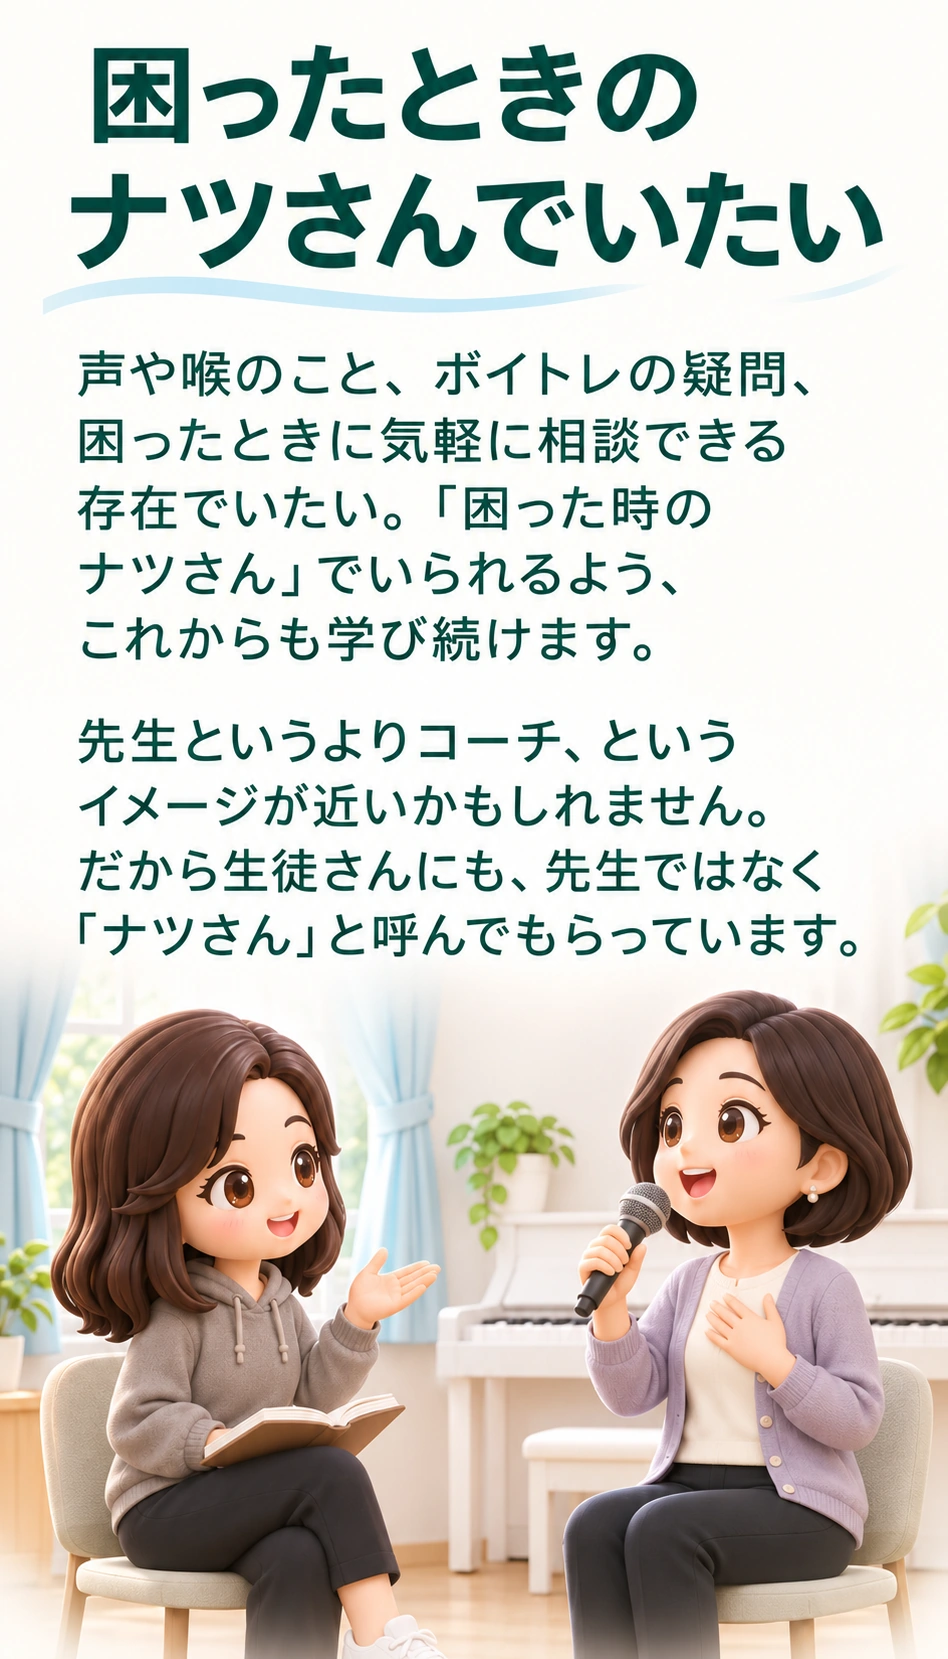 困ったときの
ナツさんでいたい
声や喉のこと、ボイトレの疑問、
困ったときに気軽に相談できる
存在でいたい。「困った時の
ナツさん」でいられるよう、
これからも学び続けます。
先生というよりコーチ、という
イメージが近いかもしれません。
だから生徒さんにも、先生ではなく
「ナツさん」と呼んでもらっています。